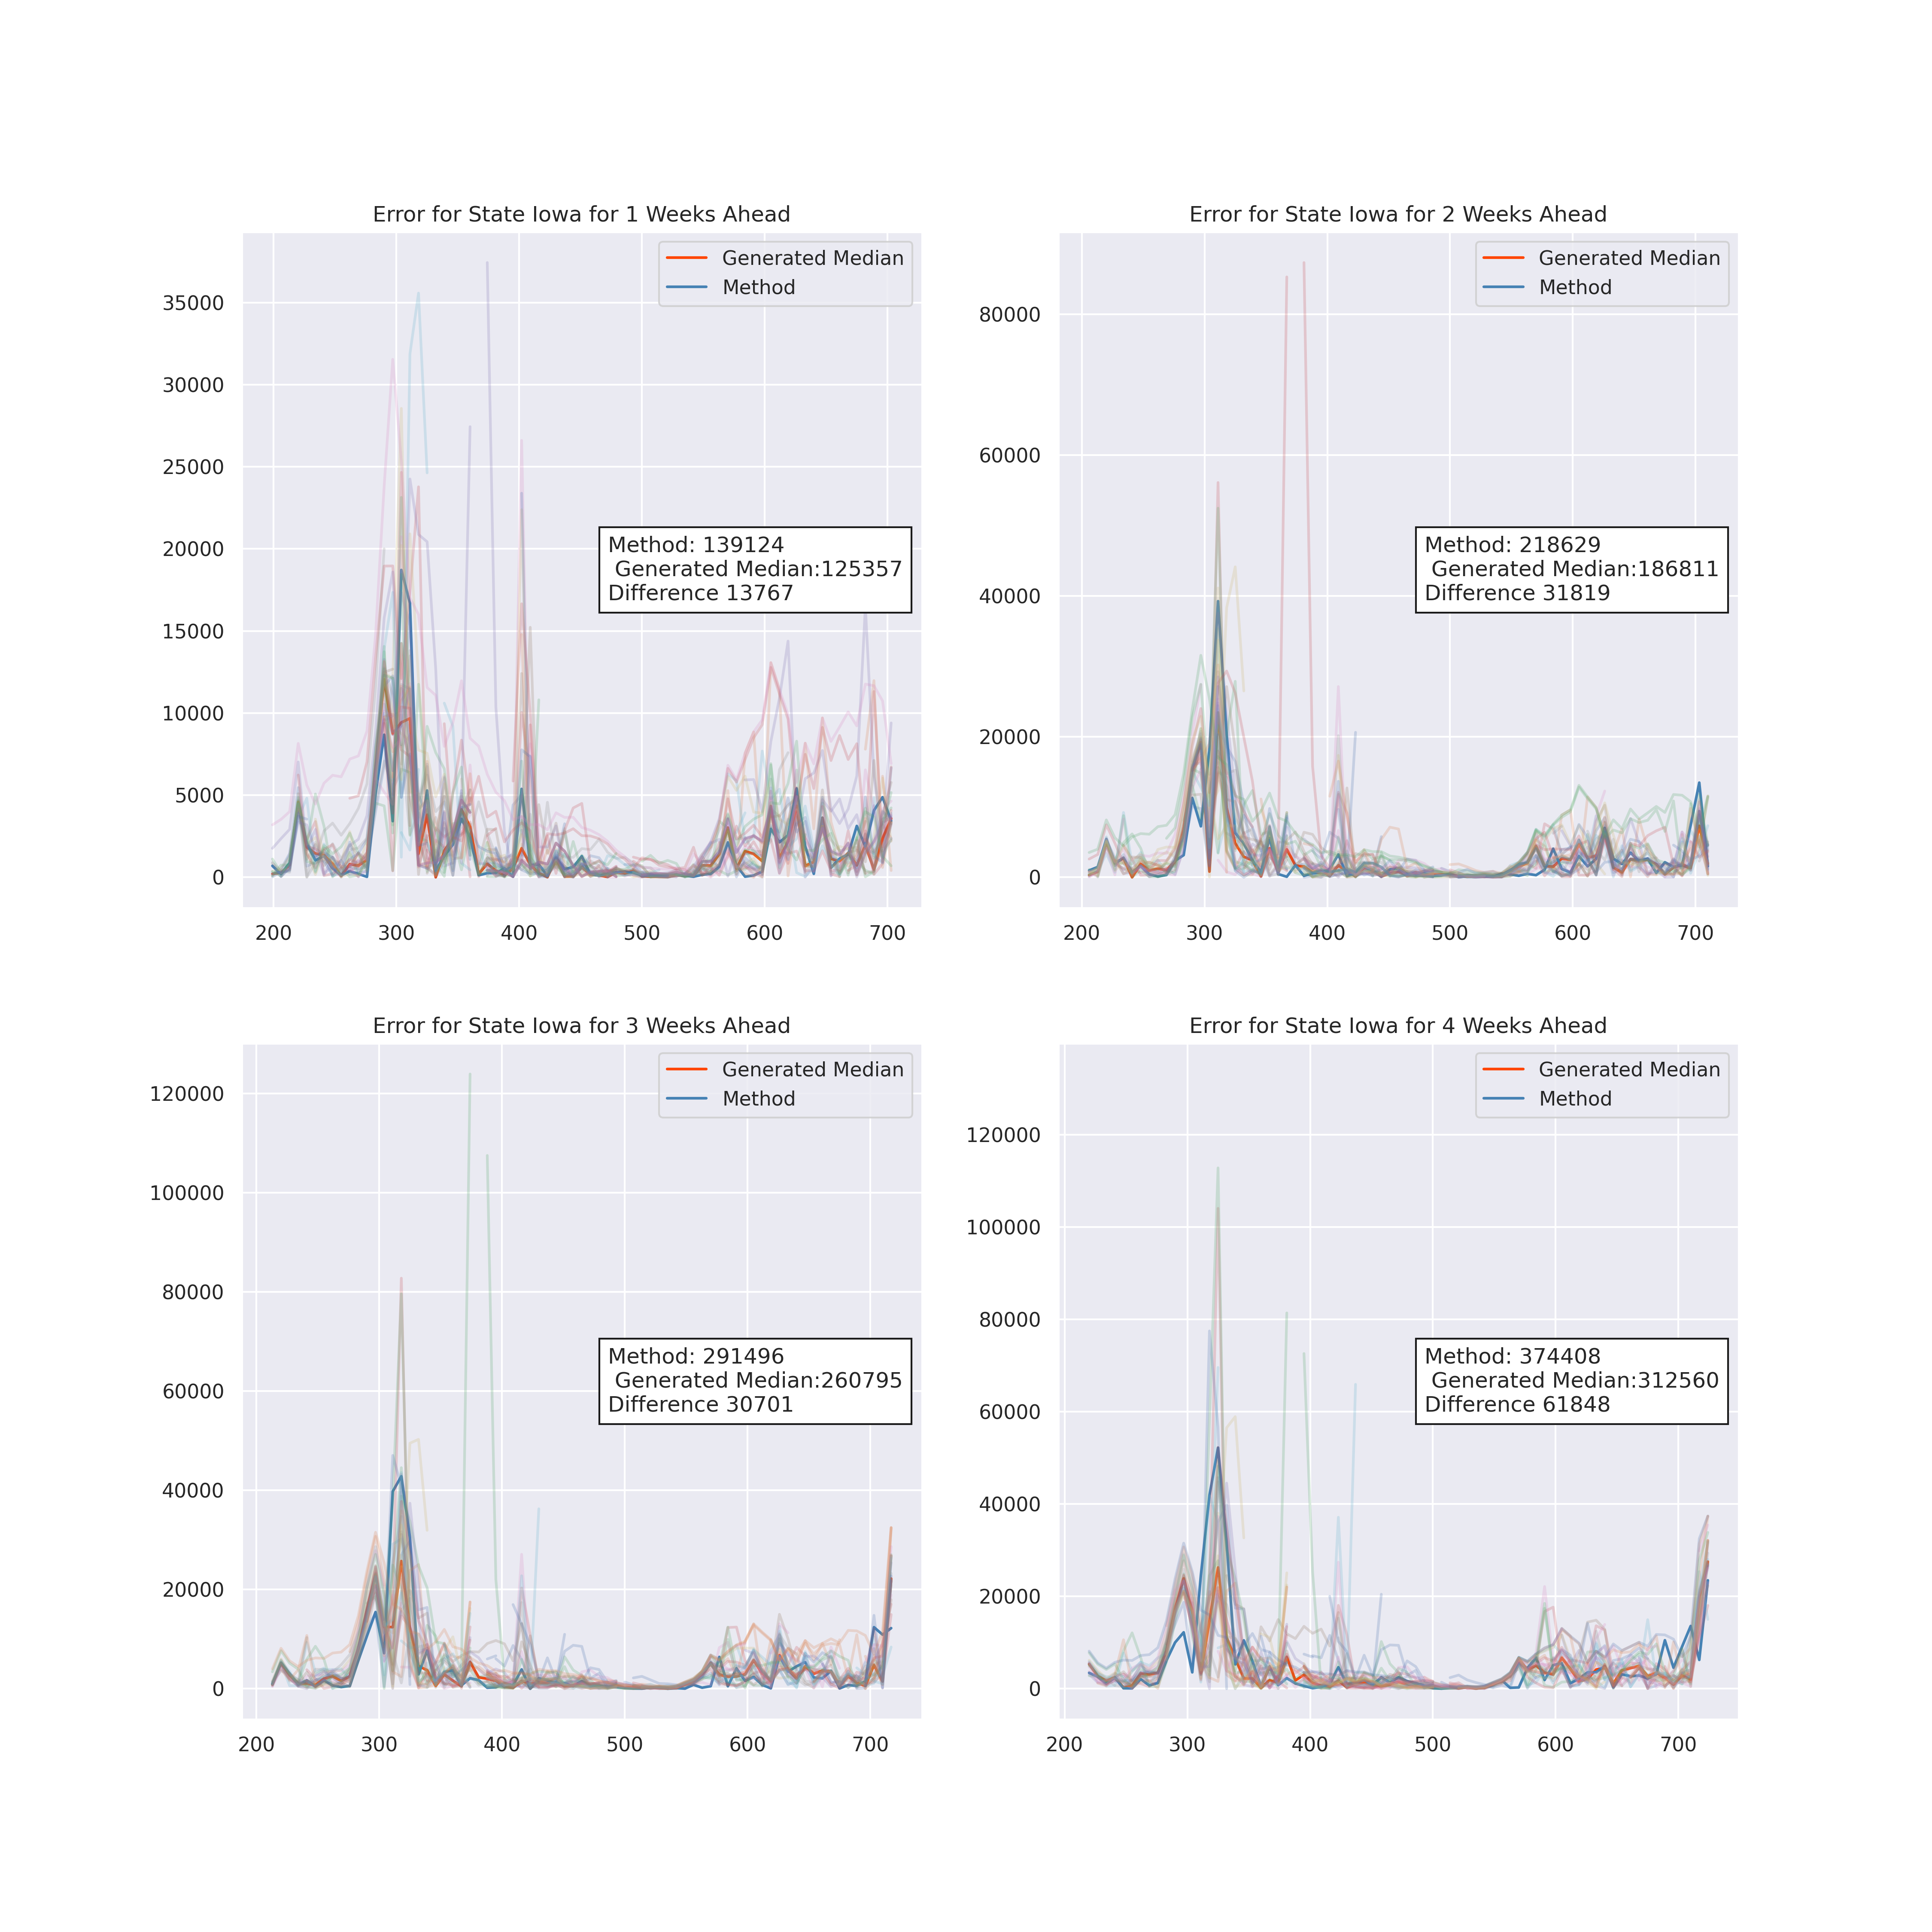 Error for State Iowa for 1 Weeks Ahead
Generated Median
Method
35000
30000
25000
20000
15000
10000
5000
0
Method: 139124
Generated Median:125357
Difference 13767
200 300 400 500 600 700
Error for State Iowa for 2 Weeks Ahead
Generated Median
Method
80000
60000
40000
20000
0
Method: 218629
Generated Median:186811
Difference 31819
200 300 400 500 600 700
Error for State Iowa for 3 Weeks Ahead
Generated Median
Method
120000
100000
80000
60000
40000
20000
0
Method: 291496
Generated Median:260795
Difference 30701
200 300 400 500 600 700
Error for State Iowa for 4 Weeks Ahead
Generated Median
Method
120000
100000
80000
60000
40000
20000
0
Method: 374408
Generated Median:312560
Difference 61848
200 300 400 500 600 700